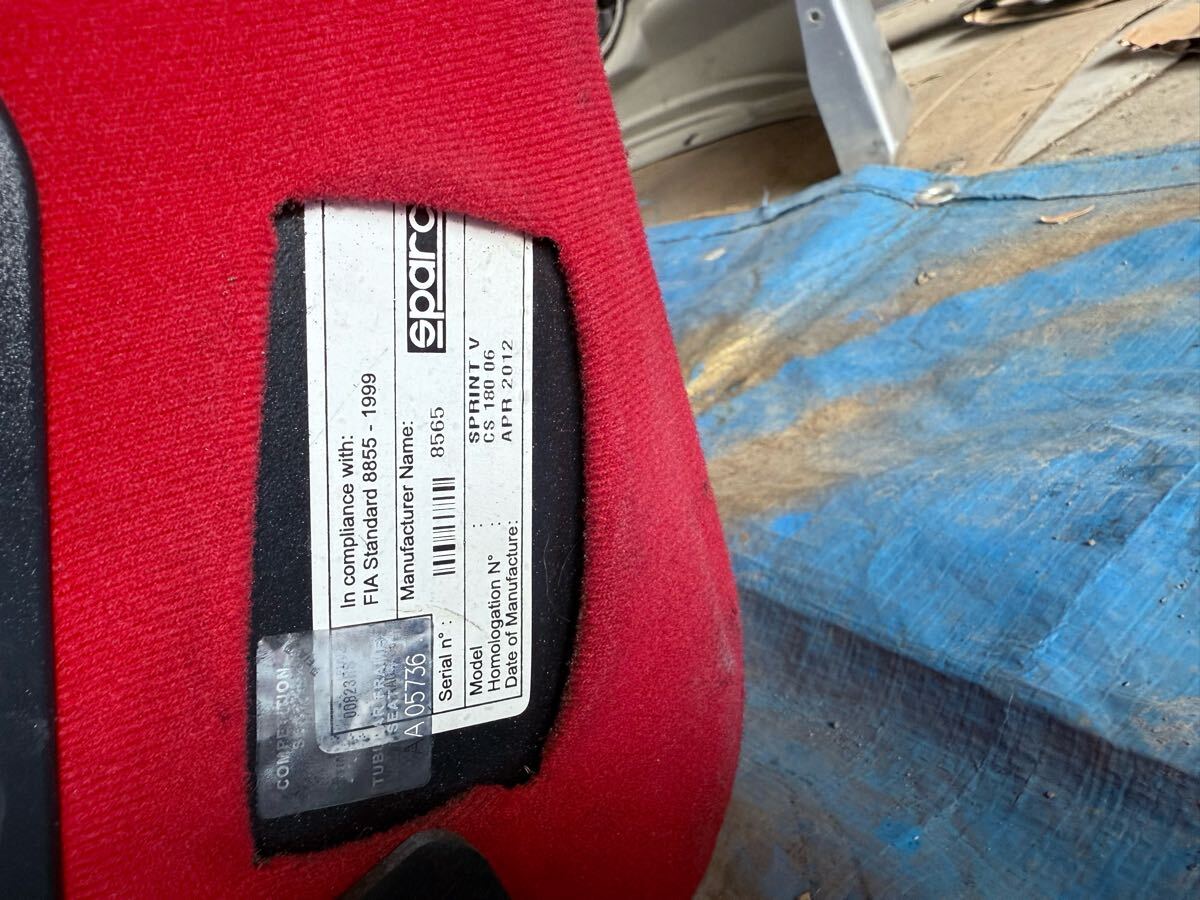 In compliance with:
FIA Standard 8855 - 1999
Manufacturer Name:
sparc
Serial n° : 8565
Model : SPRINT V
Homologation N° : CS 180 06
Date of Manufacture: APR 2012
A 05736